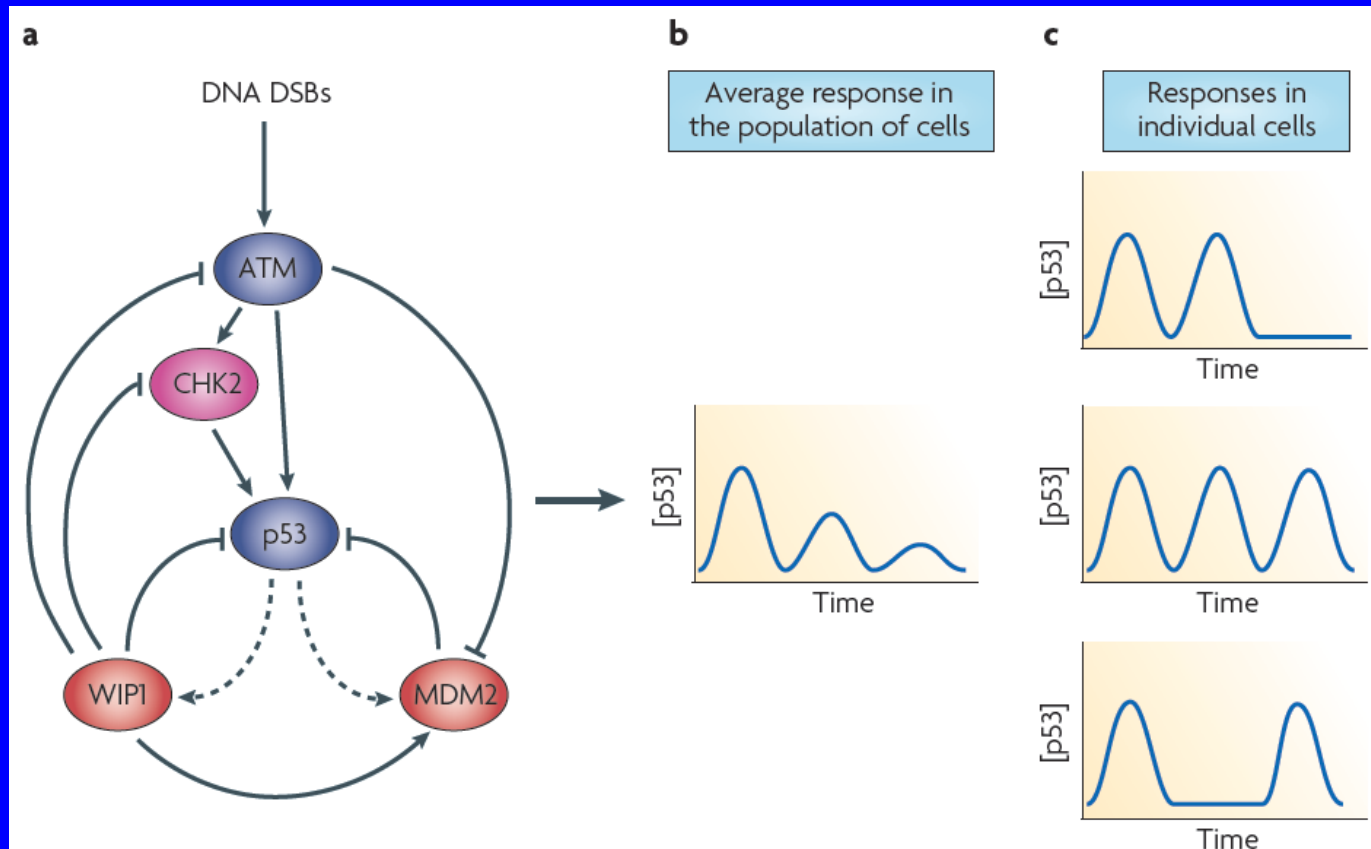 a
DNA DSBs
ATM
CHK2
p53
WIP1
MDM2
b
Average response in
the population of cells
[p53]
Time
c
Responses in
individual cells
[p53]
Time
[p53]
Time
[p53]
Time